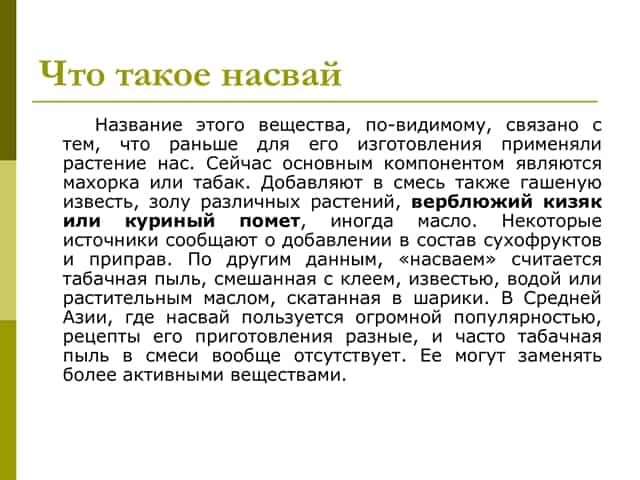 Что такое насвай
Название этого вещества, по-видимому, связано с
тем, что раньше для его изготовления применяли
растение нас. Сейчас основным компонентом являются
махорка или табак. Добавляют в смесь также гашеную
известь, золу различных растений, верблюжий кизяк
или куриный помет, иногда масло. Некоторые
источники сообщают о добавлении в состав сухофруктов
и приправ. По другим данным, «насваем» считается
табачная пыль, смешанная с клеем, известью, водой или
растительным маслом, скатанная в шарики. В Средней
Азии, где насвай пользуется огромной популярностью,
рецепты его приготовления разные, и часто табачная
пыль в смеси вообще отсутствует. Ее могут заменять
более активными веществами.